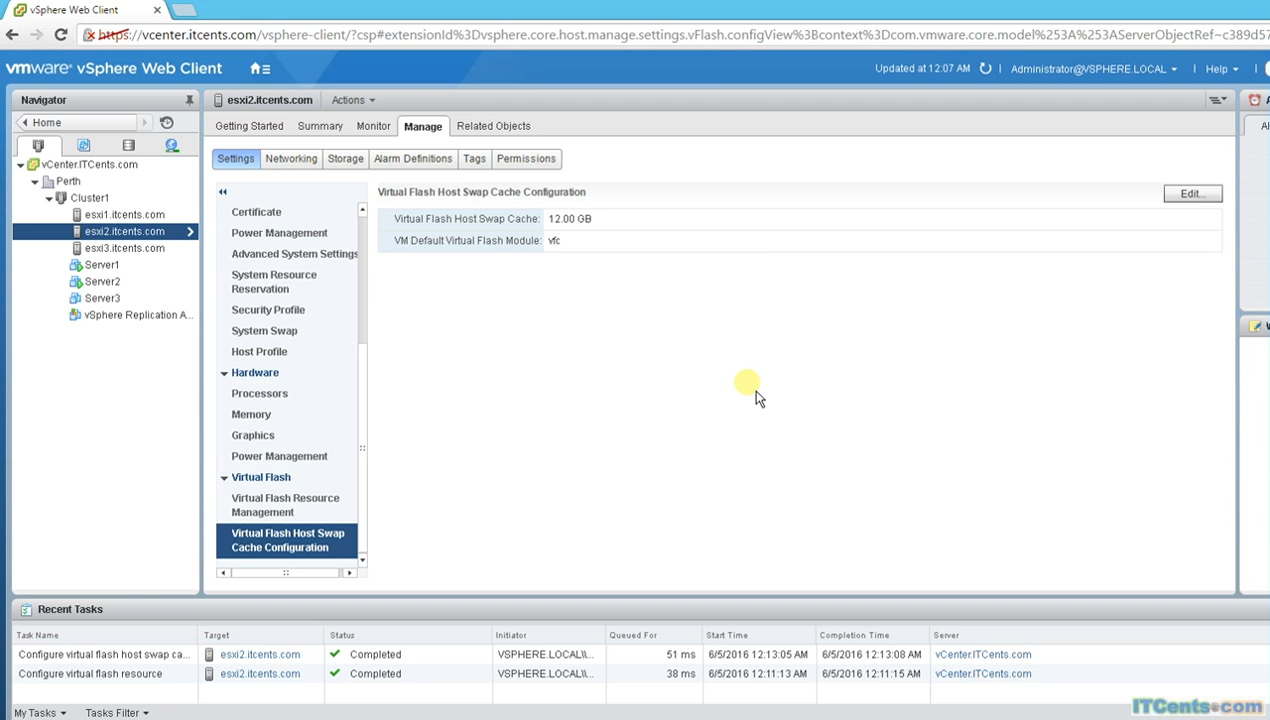 vSphere Web Client
https://vcenter.itcents.com/vsphere-client/?csp#extensionId%3Dvsphere.core.host.manage.settings.vFlash.configView%3Bcontext%3Dcom.vmware.core.model%253A%253AServerObjectRef~c389d57
vmware® vSphere Web Client
Updated at 12:07 AM
Administrator@VSPHERE.LOCAL
Help
Navigator
Home
vCenter.ITCents.com
Perth
Cluster1
esxi1.itcents.com
esxi2.itcents.com
esxi3.itcents.com
Server1
Server2
Server3
vSphere Replication A...
esxi2.itcents.com Actions
Getting Started Summary Monitor Manage Related Objects
Settings Networking Storage Alarm Definitions Tags Permissions
Certificate
Power Management
Advanced System Settings
System Resource
Reservation
Security Profile
System Swap
Host Profile
Hardware
Processors
Memory
Graphics
Power Management
Virtual Flash
Virtual Flash Resource
Management
Virtual Flash Host Swap
Cache Configuration
Virtual Flash Host Swap Cache Configuration
Edit...
Virtual Flash Host Swap Cache: 12.00 GB
VM Default Virtual Flash Module: vfc
Recent Tasks
Task Name Target Status Initiator Queued For Start Time Completion Time Server
Configure virtual flash host swap ca... esxi2.itcents.com Completed VSPHERE.LOCAL\... 51 ms 6/5/2016 12:13:05 AM 6/5/2016 12:13:08 AM vCenter.ITCents.com
Configure virtual flash resource esxi2.itcents.com Completed VSPHERE.LOCAL\... 38 ms 6/5/2016 12:11:13 AM 6/5/2016 12:11:15 AM vCenter.ITCents.com
My Tasks Tasks Filter
ITCents.com